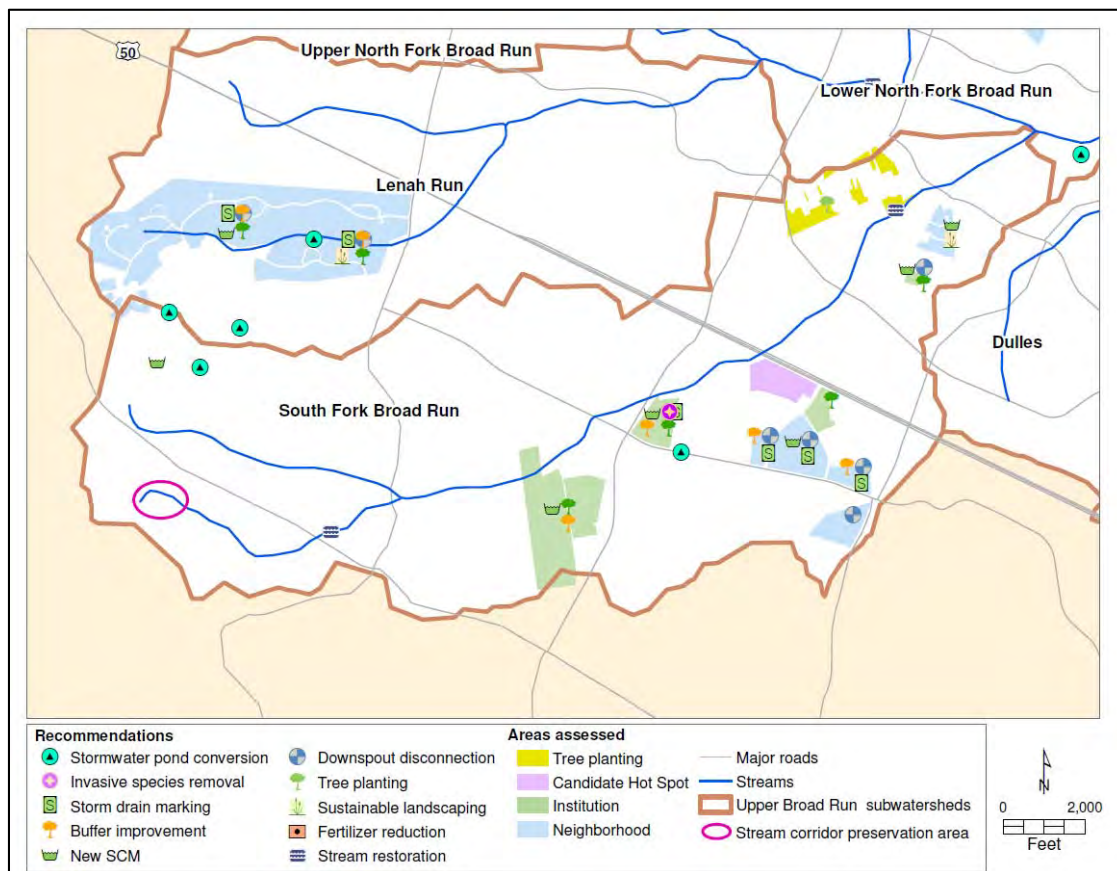 50
Upper North Fork Broad Run
Lower North Fork Broad Run
Lenah Run
Dulles
South Fork Broad Run
S
S
S
S
S
S
Recommendations
Stormwater pond conversion
Invasive species removal
S Storm drain marking
Buffer improvement
New SCM
Downspout disconnection
Tree planting
Sustainable landscaping
Fertilizer reduction
Stream restoration
Areas assessed
Tree planting
Candidate Hot Spot
Institution
Neighborhood
Major roads
Streams
Upper Broad Run subwatersheds
Stream corridor preservation area
N
0 2,000
Feet